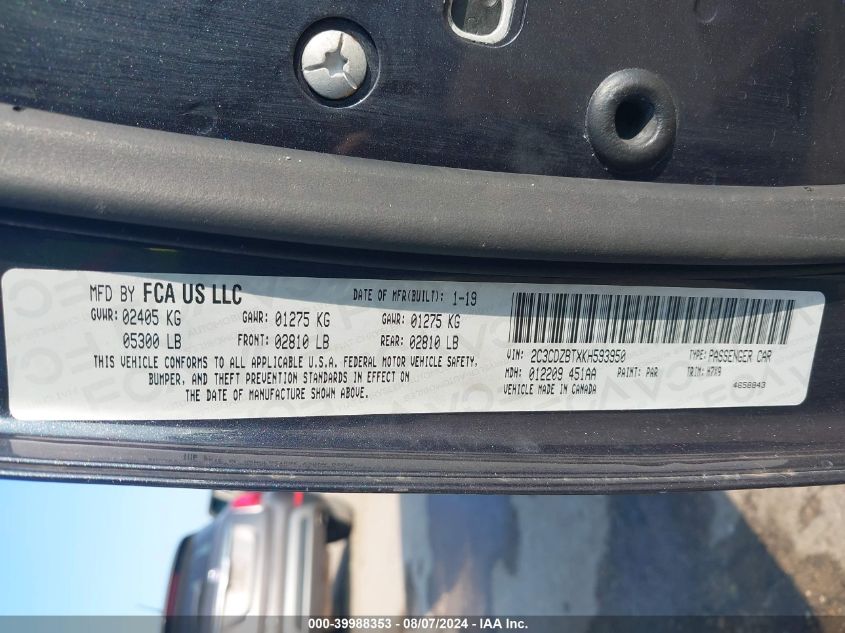 MFD BY FCA US LLC DATE OF MFR(BUILT): 1-19
GVWR: 02405 KG GAWR: 01275 KG GAWR: 01275 KG
05300 LB FRONT: 02810 LB REAR: 02810 LB
THIS VEHICLE CONFORMS TO ALL APPLICABLE U.S.A. FEDERAL MOTOR VEHICLE SAFETY,
BUMPER, AND THEFT PREVENTION STANDARDS IN EFFECT ON
THE DATE OF MANUFACTURE SHOWN ABOVE.
VIN: 2C3CDZBTXKH593950 TYPE: PASSENGER CAR
MDH: 012209 451AA PAINT: PAR TRIM: H7X9
VEHICLE MADE IN CANADA 4658843
000-39988353 — 08/07/2024 — IAA Inc.